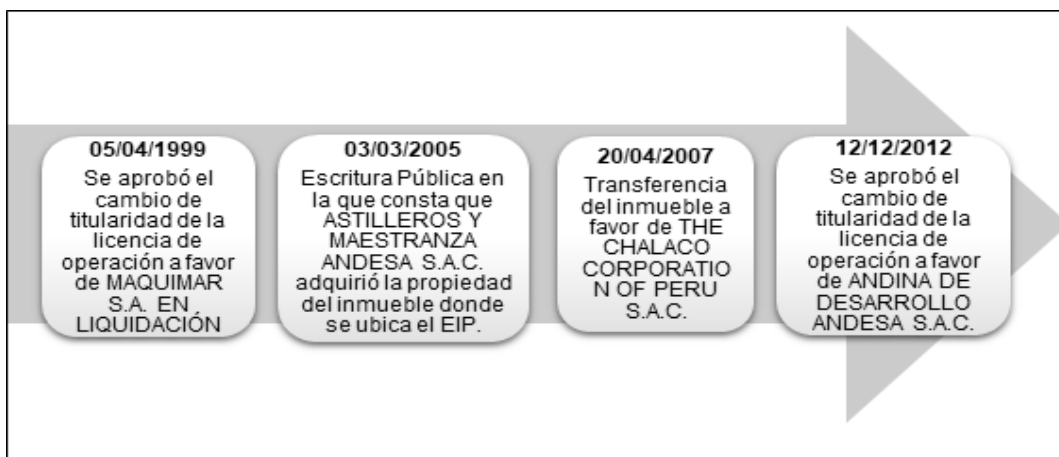 05/04/1999
Se aprobó el
cambio de
titularidad de la
licencia de
operación a favor
de MAQUIMAR
S.A. EN
LIQUIDACIÓN
03/03/2005
Escritura Pública en
la que consta que
ASTILLEROS Y
MAESTRANZA
ANDESA S.A.C.
adquirió la propiedad
del inmueble donde
se ubica el EIP.
20/04/2007
Transferencia
del inmueble a
favor de THE
CHALACO
CORPORATIO
N OF PERU
S.A.C.
12/12/2012
Se aprobó el
cambio de
titularidad de la
licencia de
operación a favor
de ANDINA DE
DESARROLLO
ANDESA S.A.C.